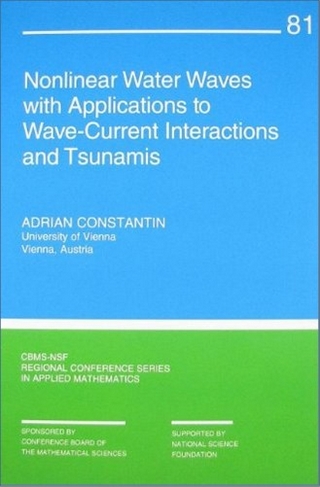 81
Nonlinear Water Waves
with Applications to
Wave-Current Interactions
and Tsunamis
ADRIAN CONSTANTIN
University of Vienna
Vienna, Austria
CBMS-NSF
REGIONAL CONFERENCE SERIES
IN APPLIED MATHEMATICS
SPONSORED BY
CONFERENCE BOARD OF
THE MATHEMATICAL SCIENCES
SUPPORTED BY
NATIONAL SCIENCE
FOUNDATION